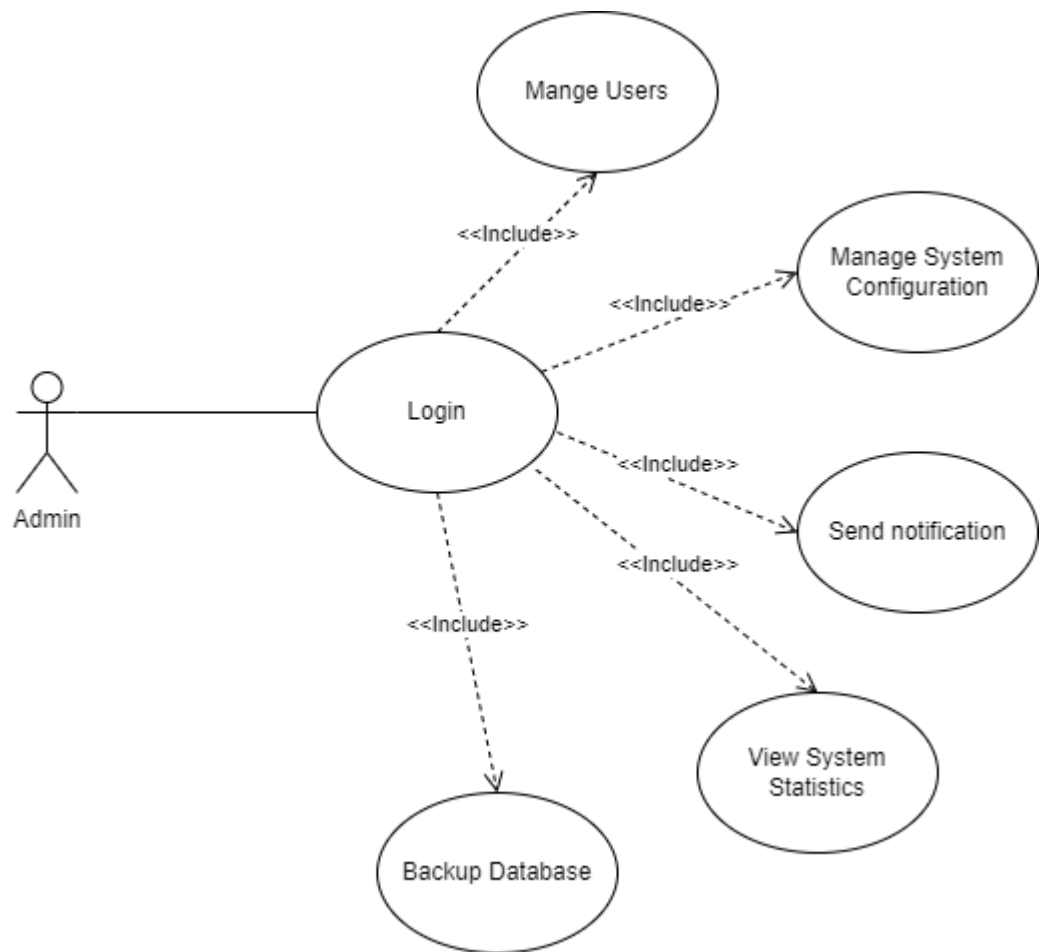 Mange Users
<<Include>>
Manage System
Configuration
<<Include>>
Login
Admin
<<Include>>
Send notification
<<Include>>
<<Include>>
View System
Statistics
Backup Database